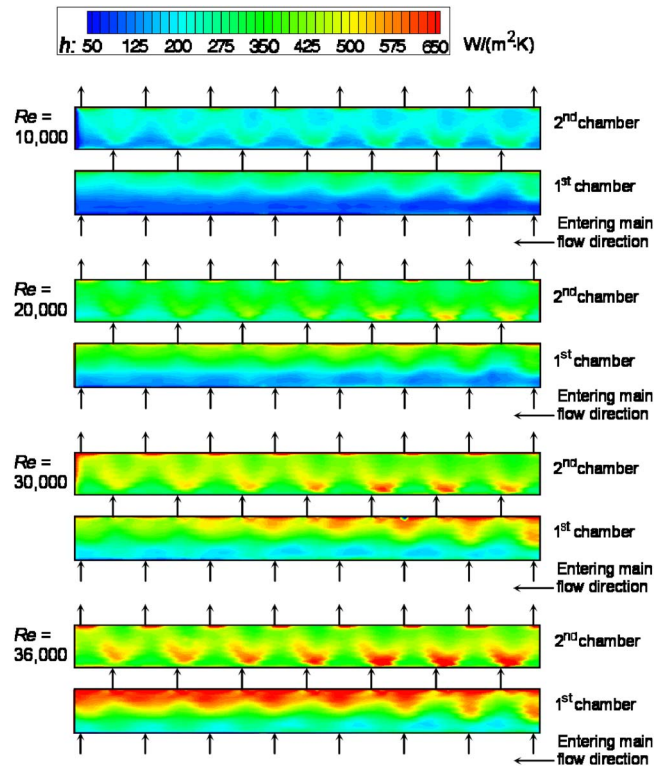 h: 50 125 200 275 350 425 500 575 650 W/(m²·K)
Re =
10,000
2nd chamber
1st chamber
Entering main
flow direction
Re =
20,000
2nd chamber
1st chamber
Entering main
flow direction
Re =
30,000
2nd chamber
1st chamber
Entering main
flow direction
Re =
36,000
2nd chamber
1st chamber
Entering main
flow direction